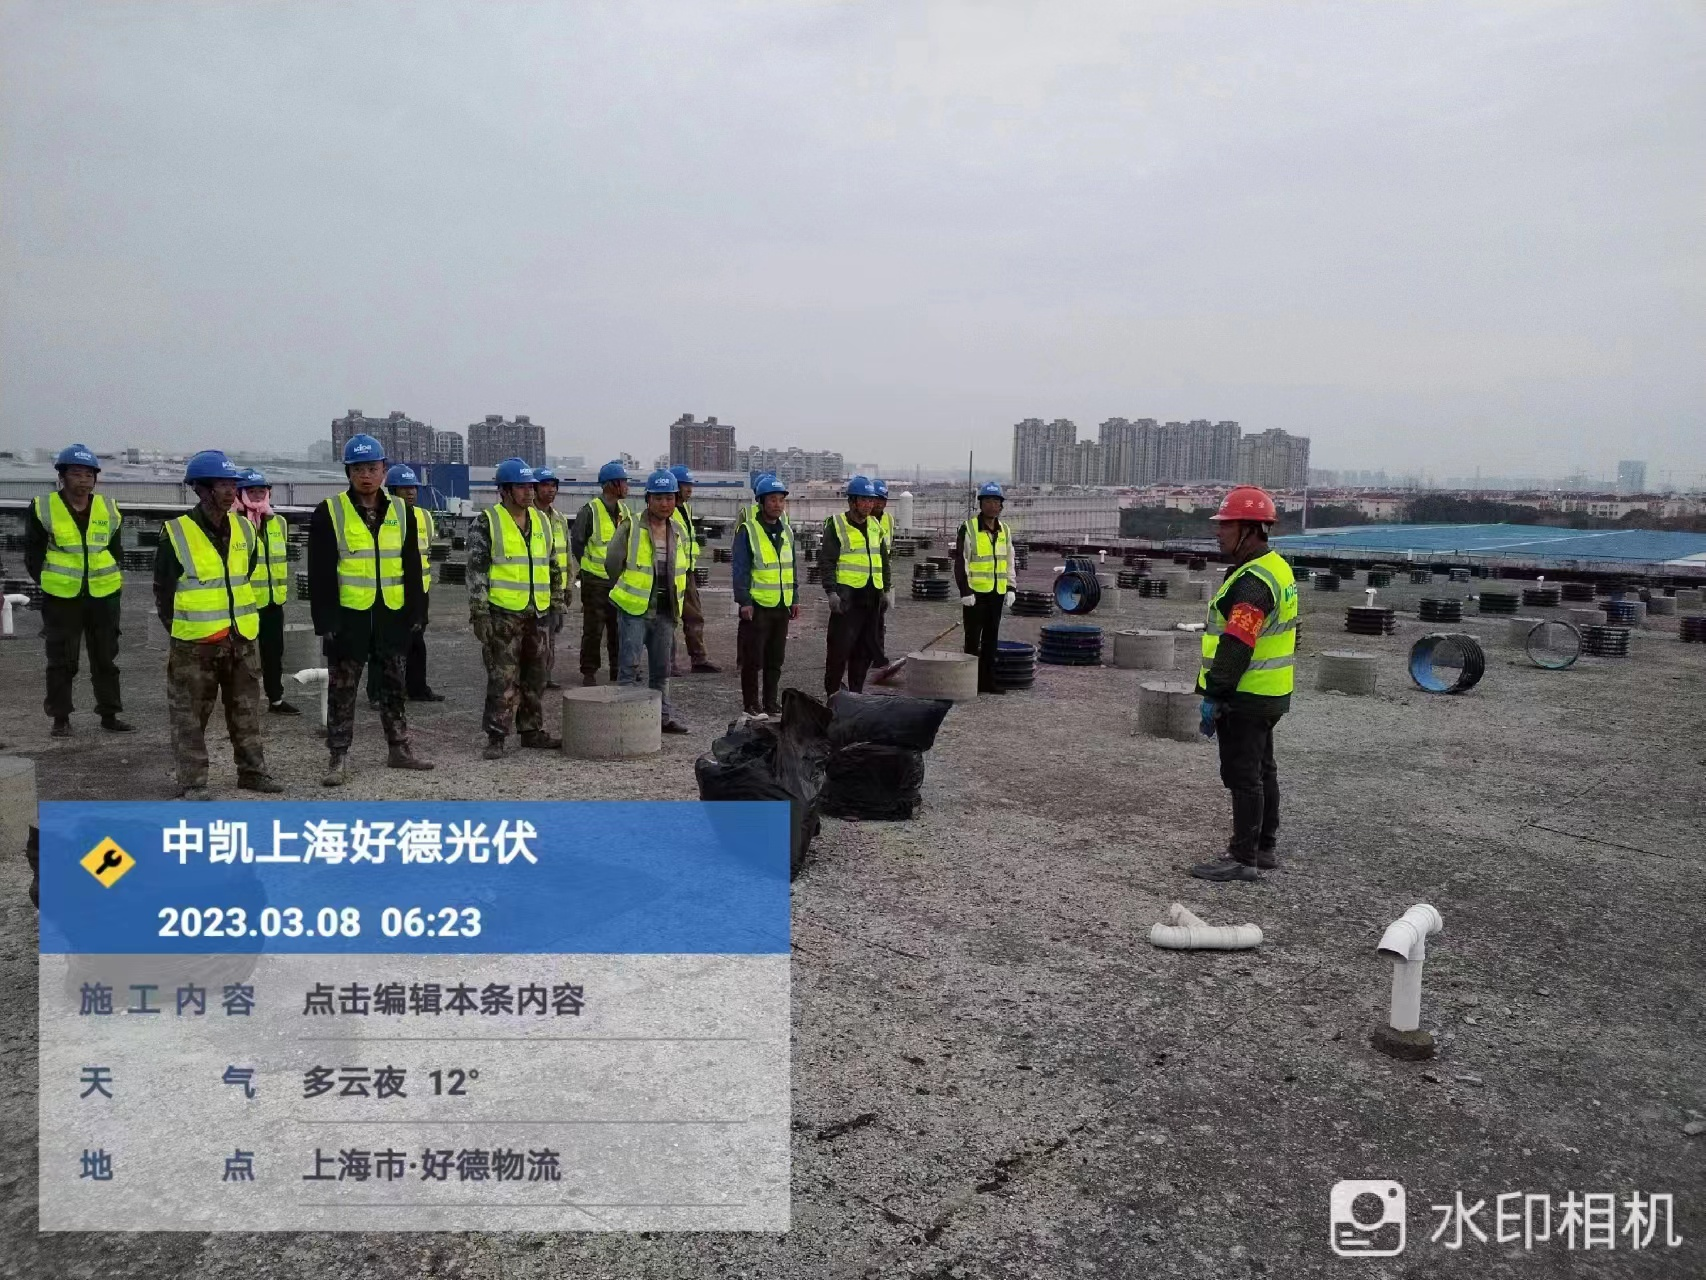 中凯上海好德光伏
2023.03.08 06:23
施工内容 点击编辑本条内容
天气 多云夜 12°
地点 上海市·好德物流
水印相机